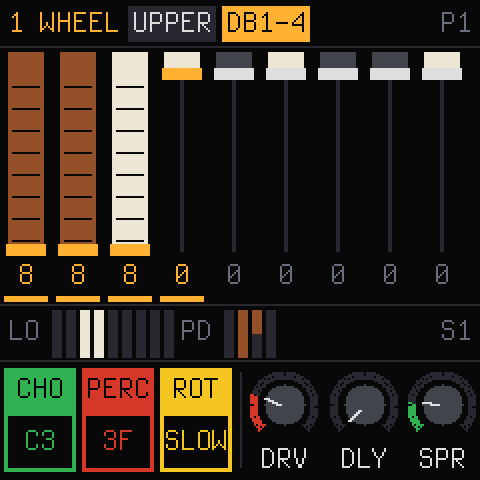 1 WHEEL UPPER DB1-4 P1
8 8 8 0 0 0 0 0 0
LO PD S1
CHO PERC ROT
C3 3F SLOW
DRV DLY SPR